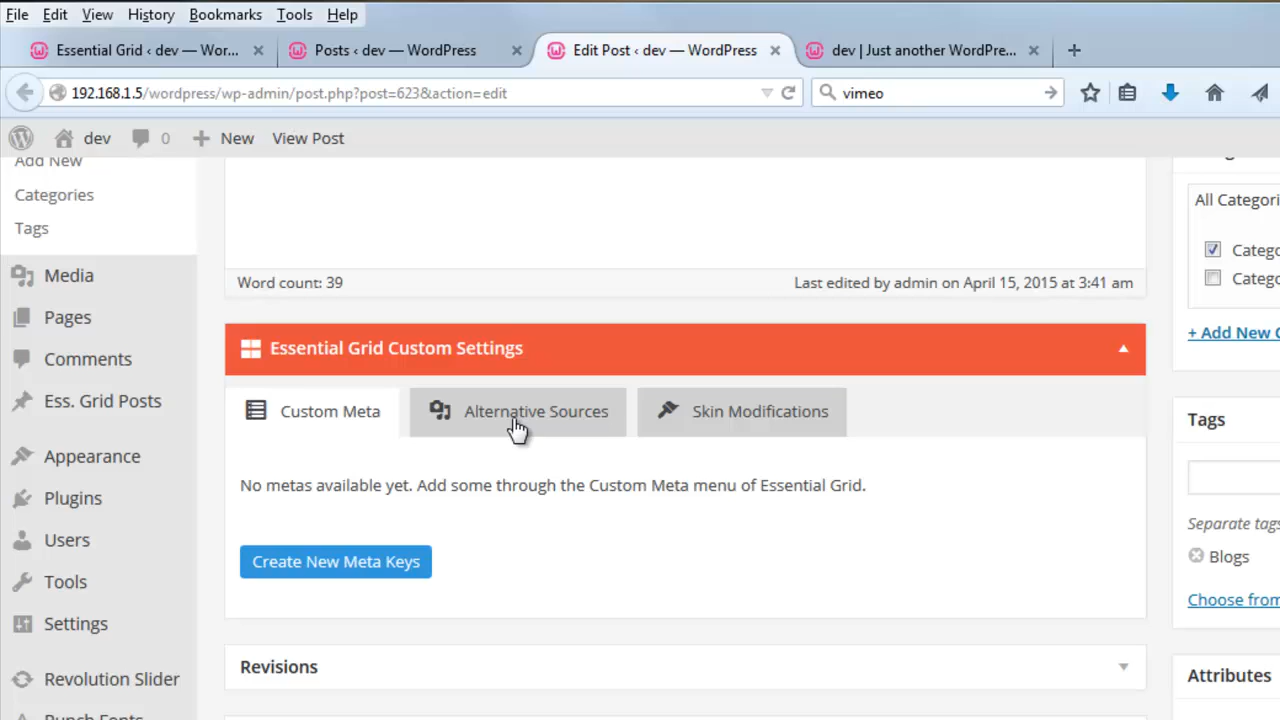 File Edit View History Bookmarks Tools Help
Essential Grid ‹ dev — Wor... Posts ‹ dev — WordPress Edit Post ‹ dev — WordPress dev | Just another WordPre...
192.168.1.5/wordpress/wp-admin/post.php?post=623&action=edit vimeo
dev 0 New View Post
Add New
Categories
Tags
Media
Pages
Comments
Ess. Grid Posts
Appearance
Plugins
Users
Tools
Settings
Revolution Slider
Punch Fonts
Word count: 39 Last edited by admin on April 15, 2015 at 3:41 am
Essential Grid Custom Settings
Custom Meta Alternative Sources Skin Modifications
No metas available yet. Add some through the Custom Meta menu of Essential Grid.
Create New Meta Keys
Revisions
All Categori
Catego
Catego
+ Add New C
Tags
Separate tags
Blogs
Choose from
Attributes